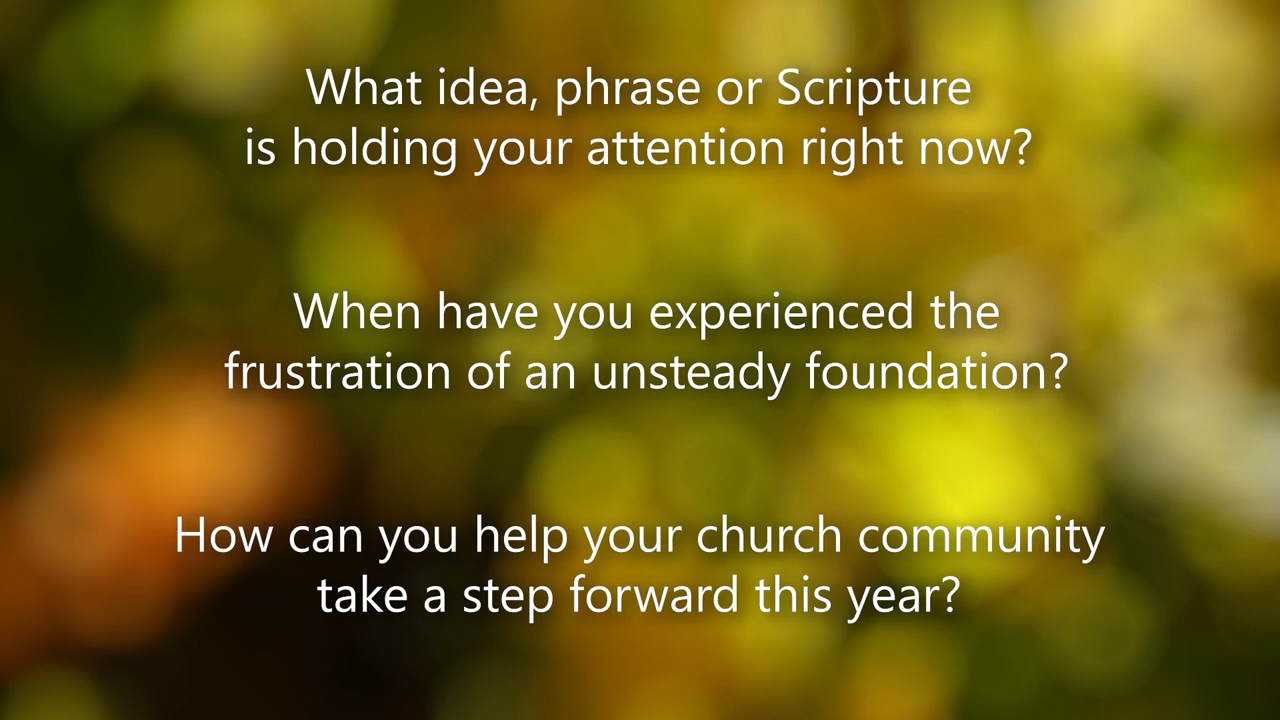 What idea, phrase or Scripture
is holding your attention right now?
When have you experienced the
frustration of an unsteady foundation?
How can you help your church community
take a step forward this year?